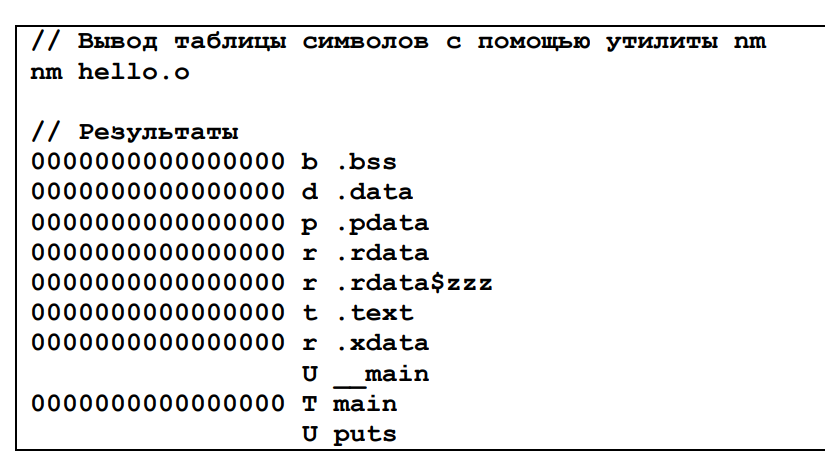 // Вывод таблицы символов с помощью утилиты nm
nm hello.o
// Результаты
0000000000000000 b .bss
0000000000000000 d .data
0000000000000000 p .pdata
0000000000000000 r .rdata
0000000000000000 r .rdata$zzz
0000000000000000 t .text
0000000000000000 r .xdata
U __main
0000000000000000 T main
U puts